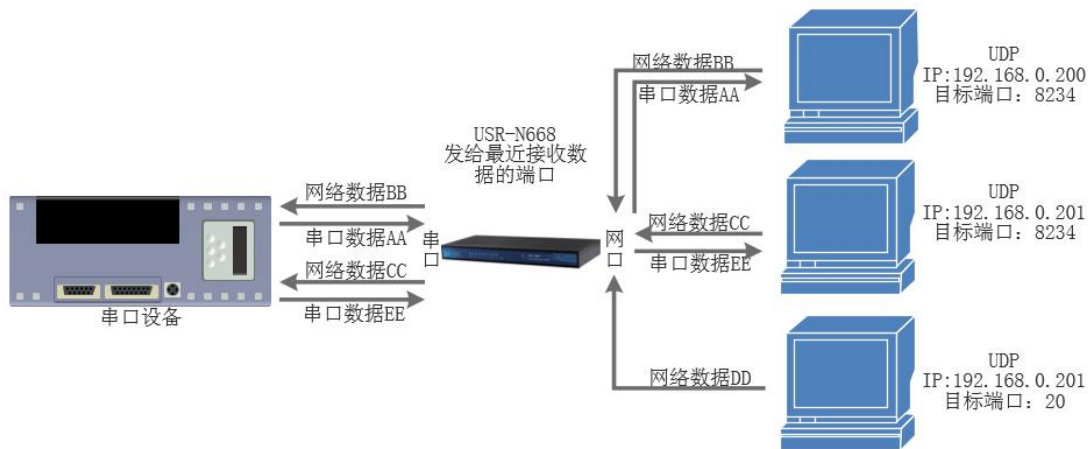 网络数据BB
串口数据AA
UDP
IP:192.168.0.200
目标端口：8234
USR-N668
发给最近接收数
据的端口
网络数据BB
串口数据AA
网络数据CC
串口数据EE
串口设备
串口
网口
网络数据CC
串口数据EE
UDP
IP:192.168.0.201
目标端口：8234
网络数据DD
UDP
IP:192.168.0.201
目标端口：20